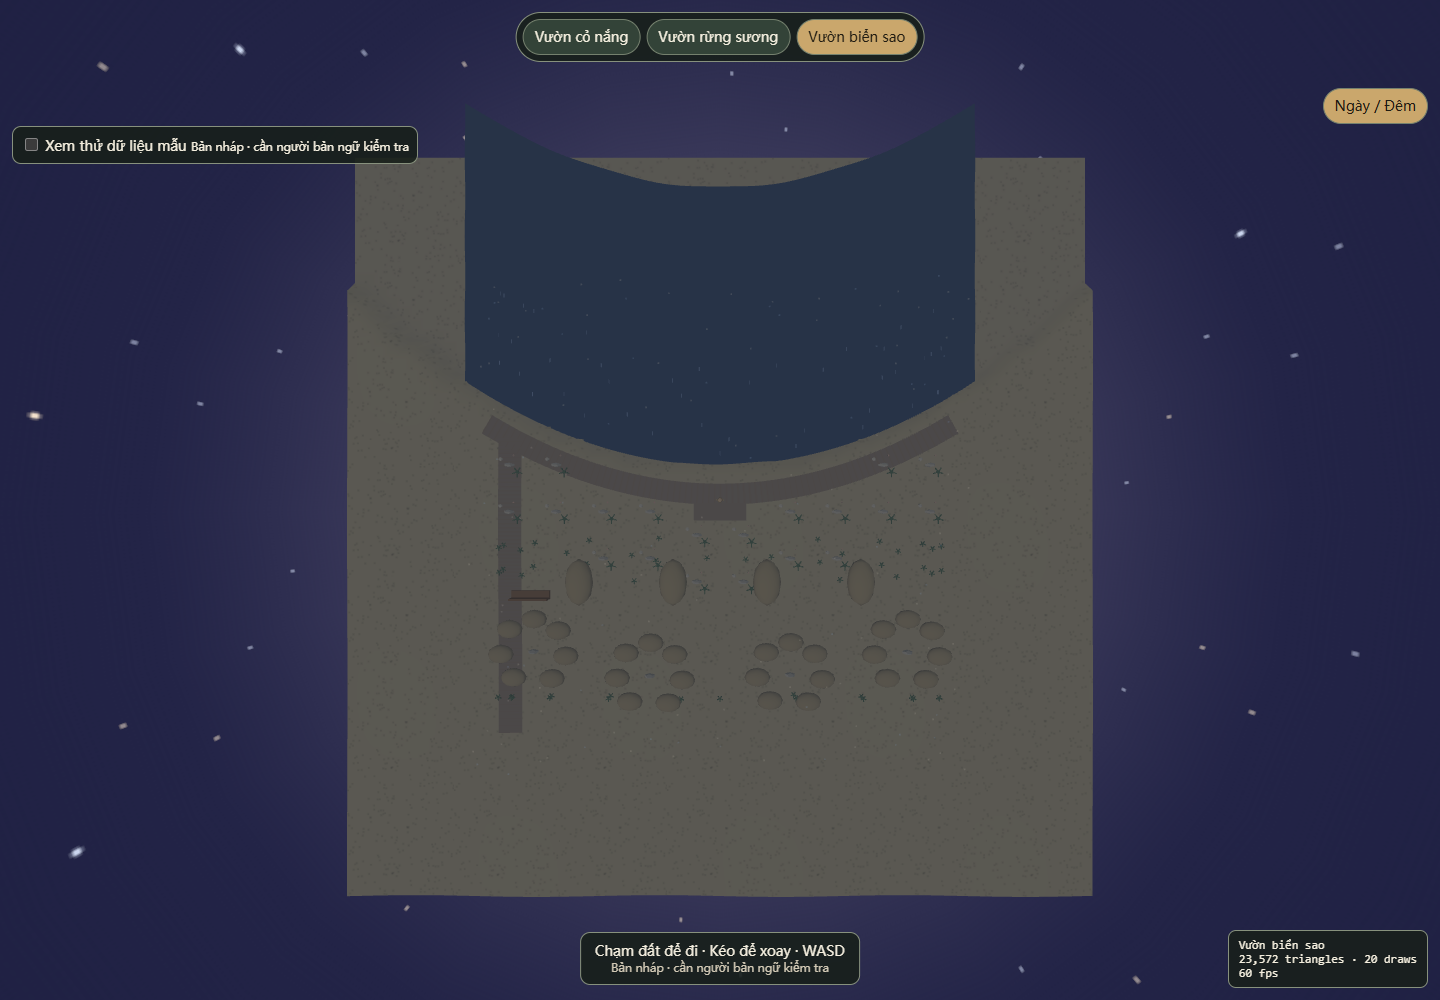 Vườn cỏ nắng
Vườn rừng sương
Vườn biển sao
Ngày / Đêm
Xem thử dữ liệu mẫu Bản nháp · cần người bản ngữ kiểm tra
Chạm đất để đi · Kéo để xoay · WASD
Bản nháp · cần người bản ngữ kiểm tra
Vườn biển sao
23,572 triangles · 20 draws
60 fps